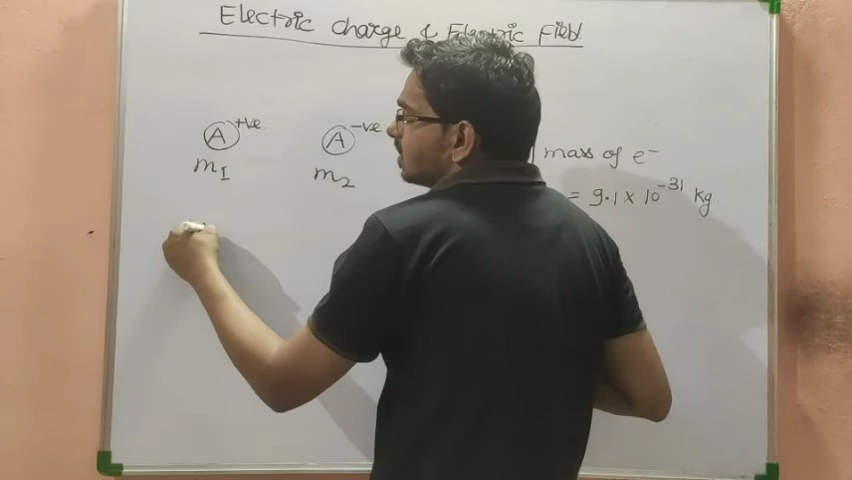 Electric Charge & Electric Field
A +ve
A -ve
m1
m2
mass of e⁻
= 9.1 × 10⁻³¹ kg.